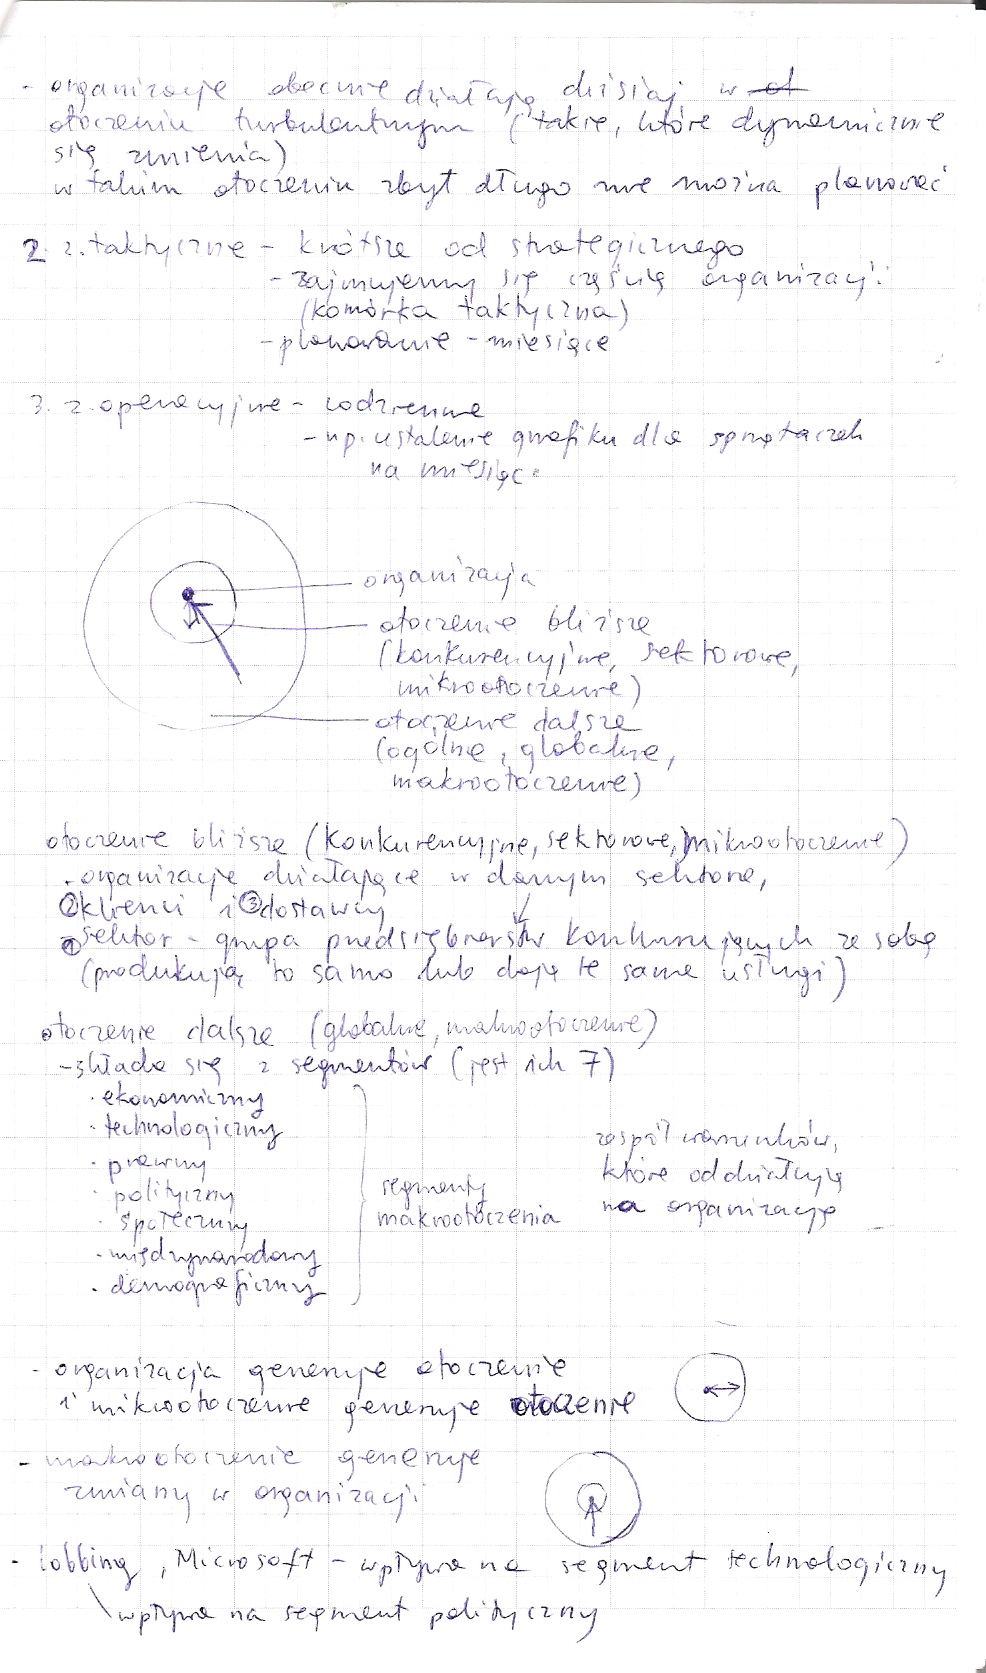 - organizacje obecnie działają dzisiaj w ot
otoczeniu turbulentnym (takie, które dynamicznie
się zmienia)
w takim otoczeniu zbyt długo nie można planować
2. z. taktyczne - krótsze od strategicznego
- zajmujemy się częścią organizacji
(komórka taktyczna)
- planowanie - miesiące
3. z. operacyjne - codzienne
- np. ustalenie grafiku dla sprzątaczek
na miesiąc
organizacja
otoczenie bliższe
(konkurencyjne, sektorowe,
mikrootoczenie)
otoczenie dalsze
(ogólne, globalne,
makrootoczenie)
otoczenie bliższe (konkurencyjne, sektorowe, mikrootoczenie)
- organizacje działające w danym sektorze,
② klienci i ③ dostawcy
① sektor - grupa przedsiębiorstw konkurujących ze sobą
(produkują to samo lub dają te same usługi)
otoczenie dalsze (globalne, makrootoczenie)
- składa się z segmentów (jest ich 7)
· ekonomiczny
· technologiczny
· prawny
· polityczny
· społeczny
· międzynarodowy
· demograficzny
segmenty
makrootoczenia
zespół warunków,
które oddziałują
na organizację
- organizacja generuje otoczenie
i mikrootoczenie generuje otoczenie
- makrootoczenie generuje
zmiany w organizacji
- lobbing, Microsoft - wpływa na segment technologiczny
\ wpływa na segment polityczny